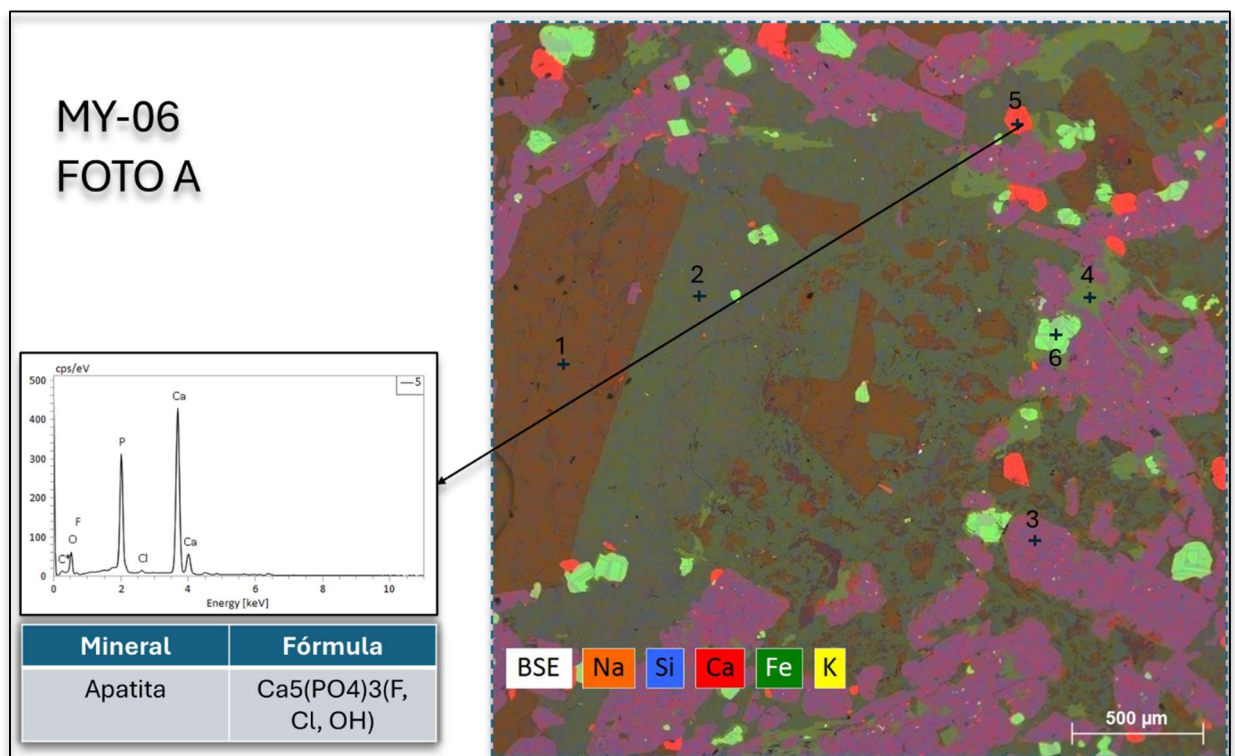 MY-06
FOTO A
cps/eV
5
500
400
300
200
100
0
P
Ca
F
O
C*
Cl
Ca
0 2 4 6 8 10
Energy [keV]
Mineral Fórmula
Apatita Ca5(PO4)3(F,
Cl, OH)
5
2
4
1
6
3
BSE Na Si Ca Fe K
500 µm